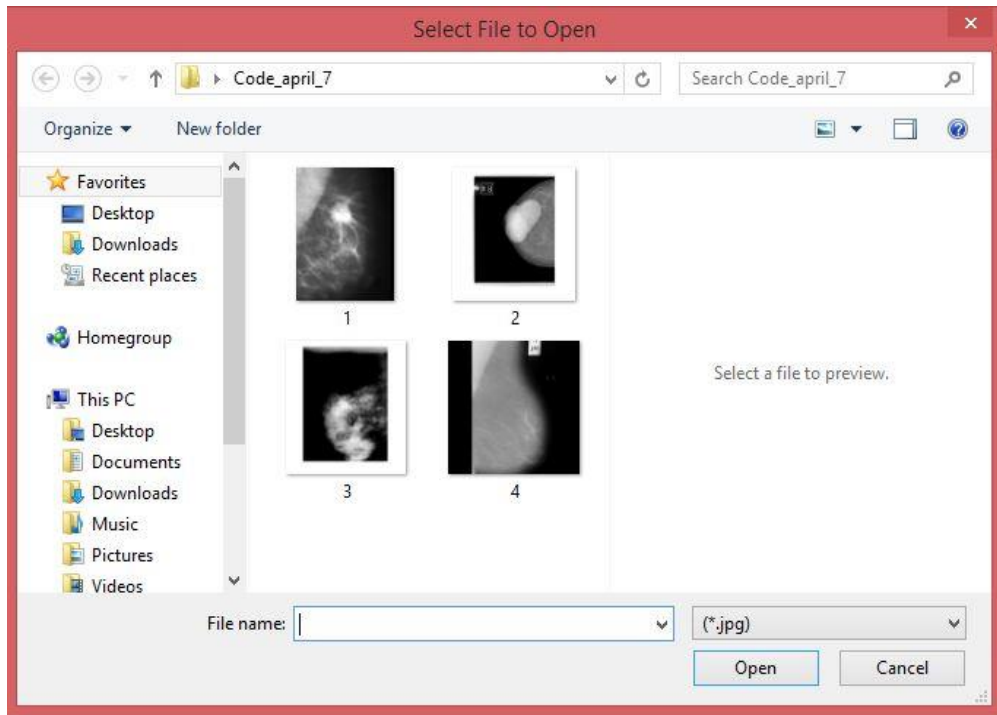 Select File to Open
Code_april_7
Search Code_april_7
Organize
New folder
Favorites
Desktop
Downloads
Recent places
Homegroup
This PC
Desktop
Documents
Downloads
Music
Pictures
Videos
1
2
3
4
Select a file to preview.
File name:
(*.jpg)
Open
Cancel